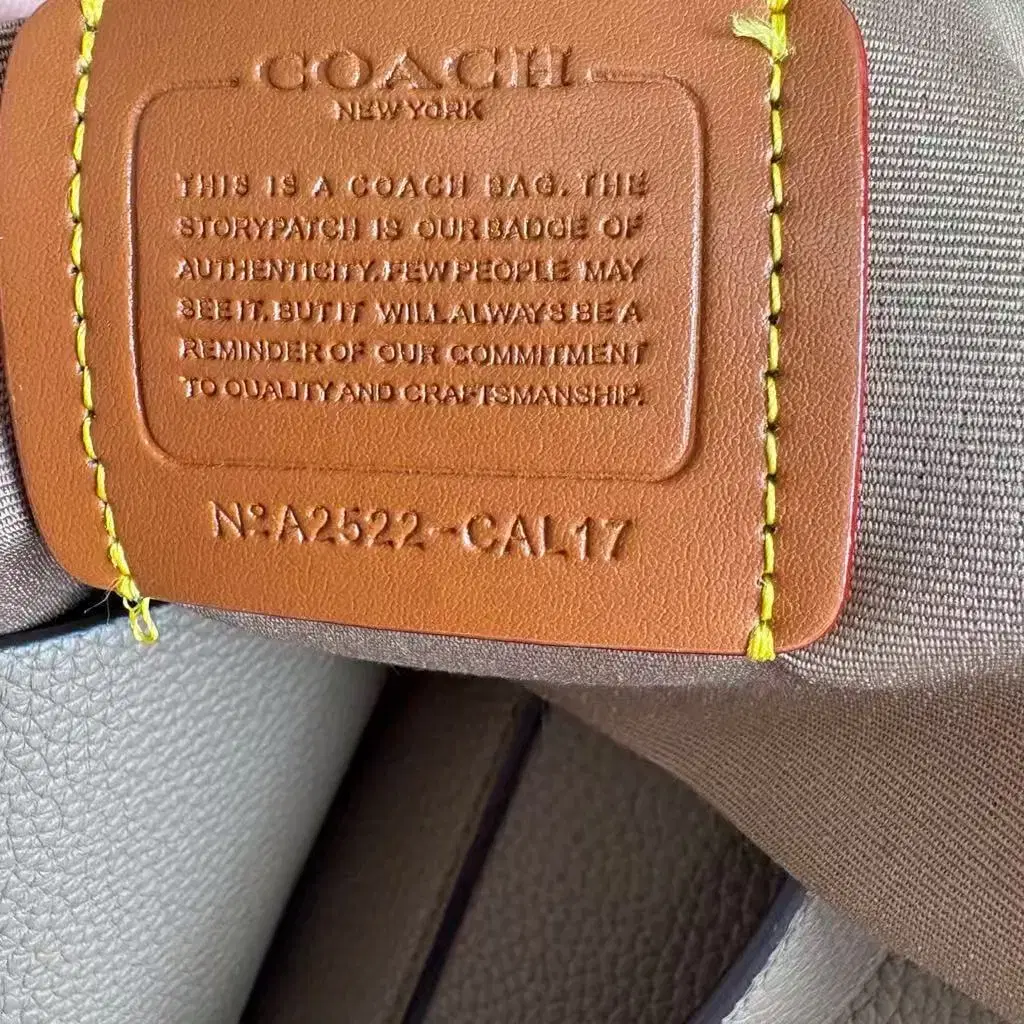 COACH
NEW YORK
THIS IS A COACH BAG. THE
STORYPATCH IS OUR BADGE OF
AUTHENTICITY. FEW PEOPLE MAY
SEE IT. BUT IT WILL ALWAYS BE A
REMINDER OF OUR COMMITMENT
TO QUALITY AND CRAFTSMANSHIP.
Nº A2522-CAL17